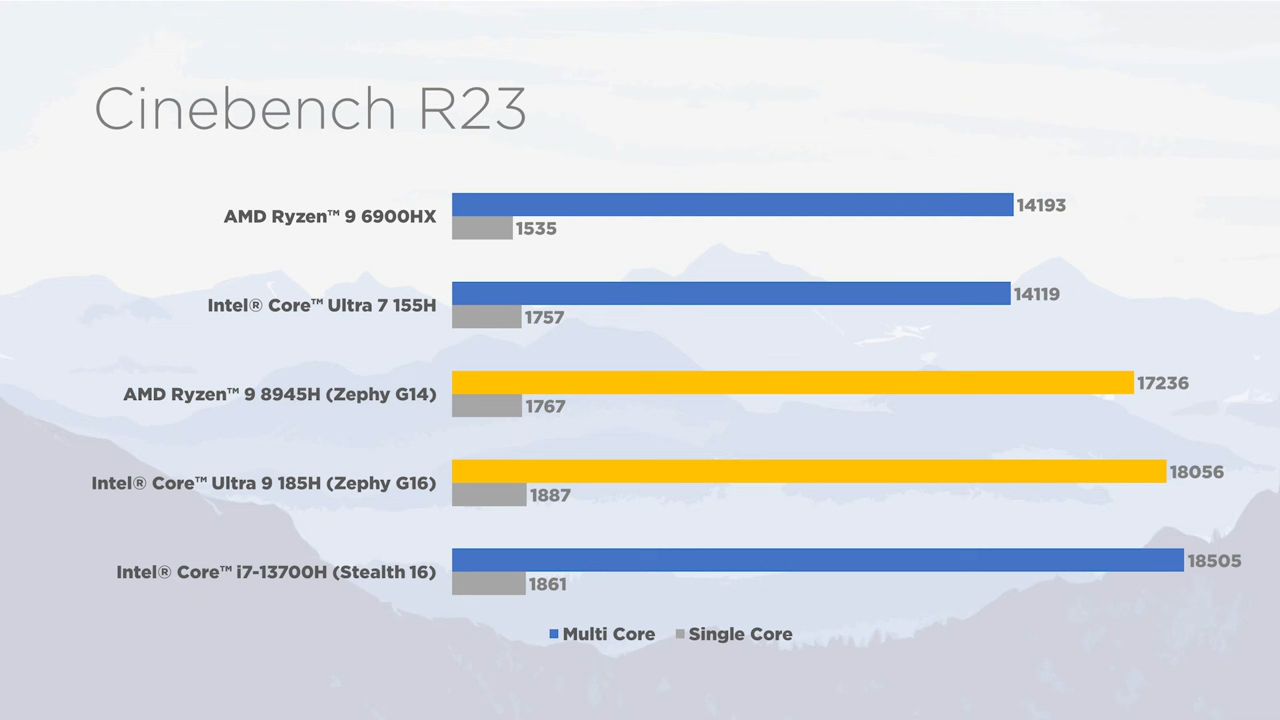 Cinebench R23
AMD Ryzen™ 9 6900HX
14193
1535
Intel® Core™ Ultra 7 155H
14119
1757
AMD Ryzen™ 9 8945H (Zephy G14)
17236
1767
Intel® Core™ Ultra 9 185H (Zephy G16)
18056
1887
Intel® Core™ i7-13700H (Stealth 16)
18505
1861
Multi Core Single Core